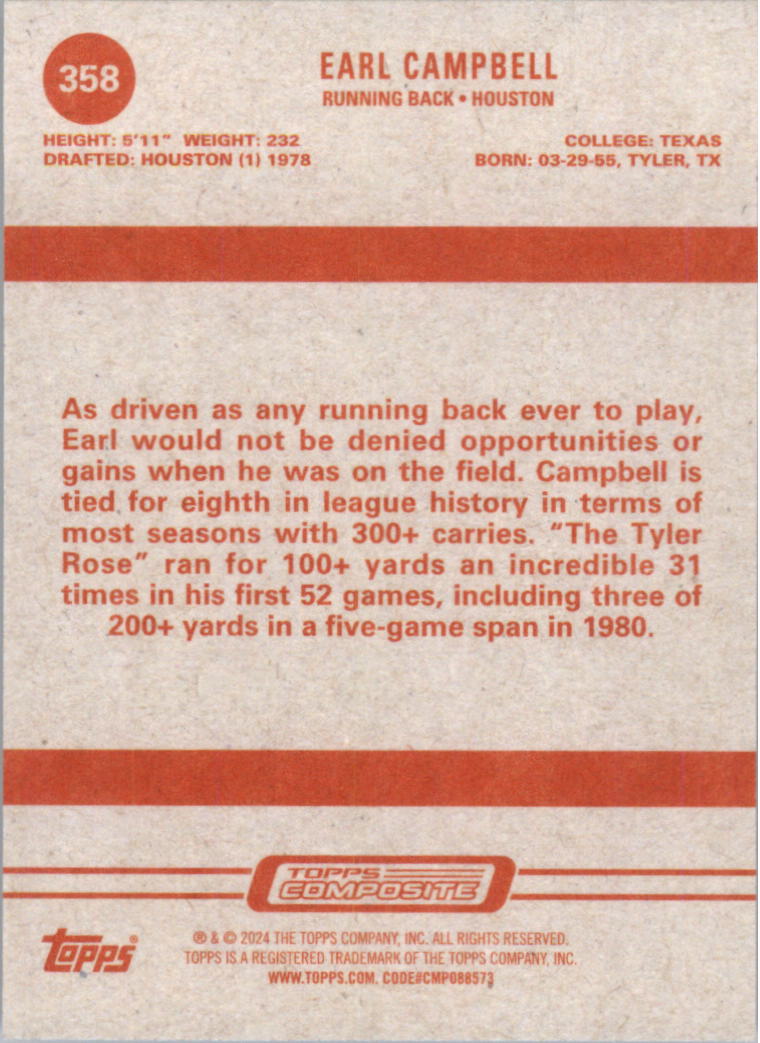 358
EARL CAMPBELL
RUNNING BACK • HOUSTON
HEIGHT: 5'11" WEIGHT: 232
DRAFTED: HOUSTON (1) 1978
COLLEGE: TEXAS
BORN: 03-29-55, TYLER, TX
As driven as any running back ever to play,
Earl would not be denied opportunities or
gains when he was on the field. Campbell is
tied for eighth in league history in terms of
most seasons with 300+ carries. "The Tyler
Rose" ran for 100+ yards an incredible 31
times in his first 52 games, including three of
200+ yards in a five-game span in 1980.
TOPPS
COMPOSITE
topps®
® & © 2024 THE TOPPS COMPANY, INC. ALL RIGHTS RESERVED.
TOPPS IS A REGISTERED TRADEMARK OF THE TOPPS COMPANY, INC.
WWW.TOPPS.COM. CODE#CMP088573